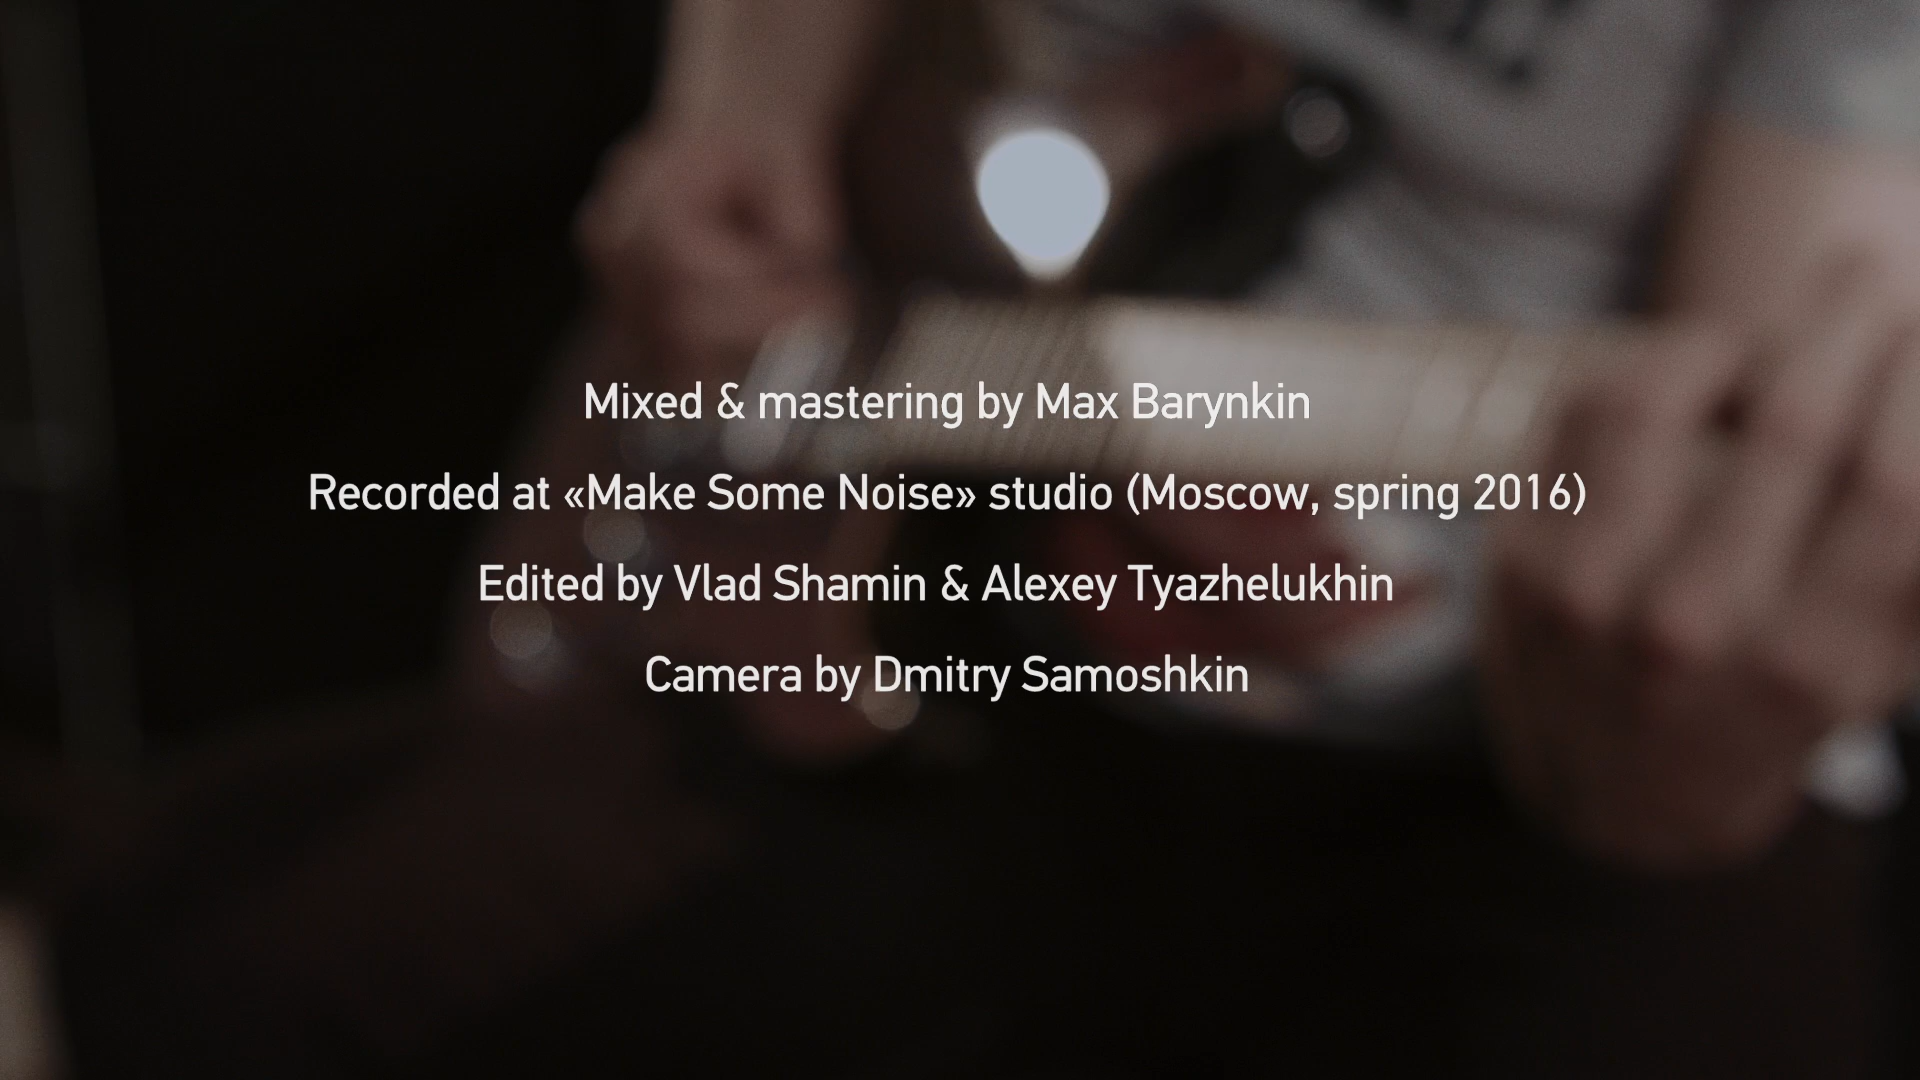 Mixed & mastering by Max Barynkin
Recorded at «Make Some Noise» studio (Moscow, spring 2016)
Edited by Vlad Shamin & Alexey Tyazhelukhin
Camera by Dmitry Samoshkin